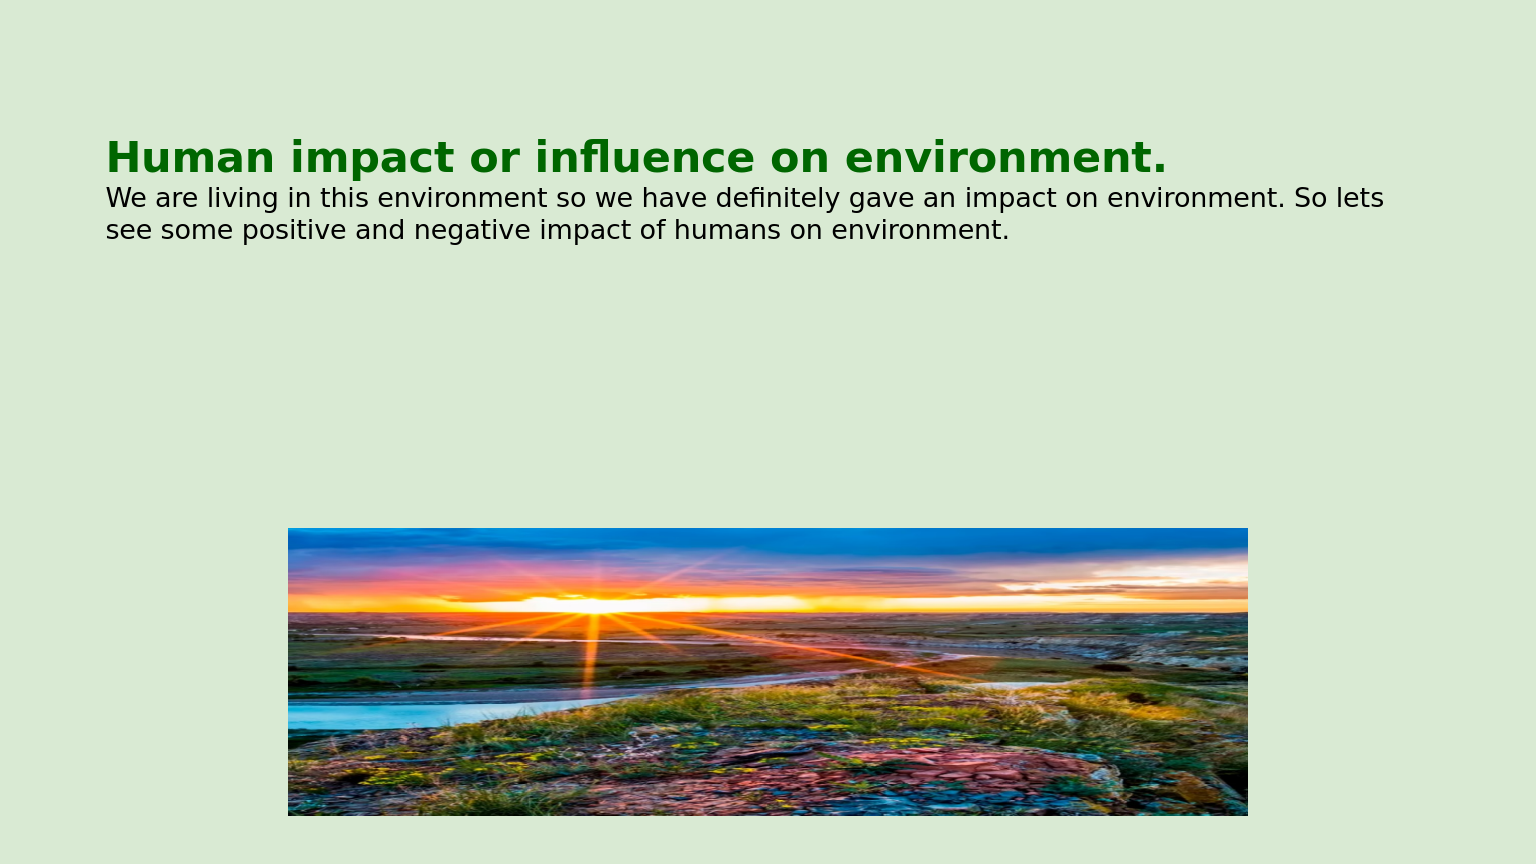 Human impact or influence on environment.
We are living in this environment so we have definitely gave an impact on environment. So lets
see some positive and negative impact of humans on environment.